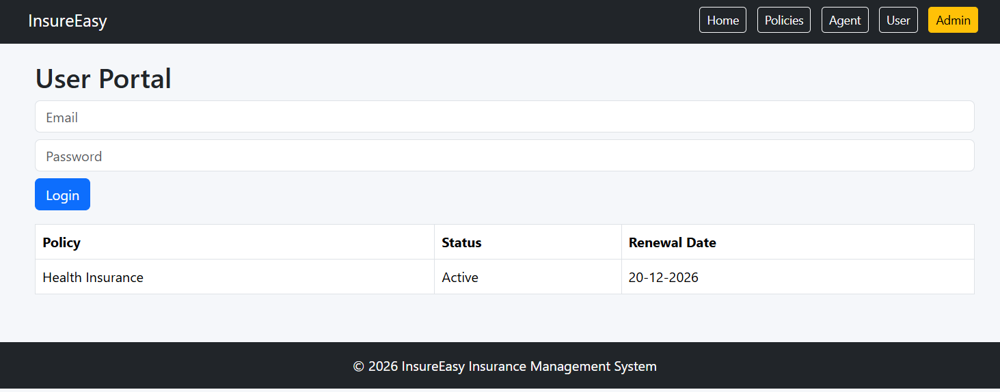 InsureEasy Home Policies Agent User Admin
User Portal
Email
Password
Login
Policy Status Renewal Date
Health Insurance Active 20-12-2026
© 2026 InsureEasy Insurance Management System